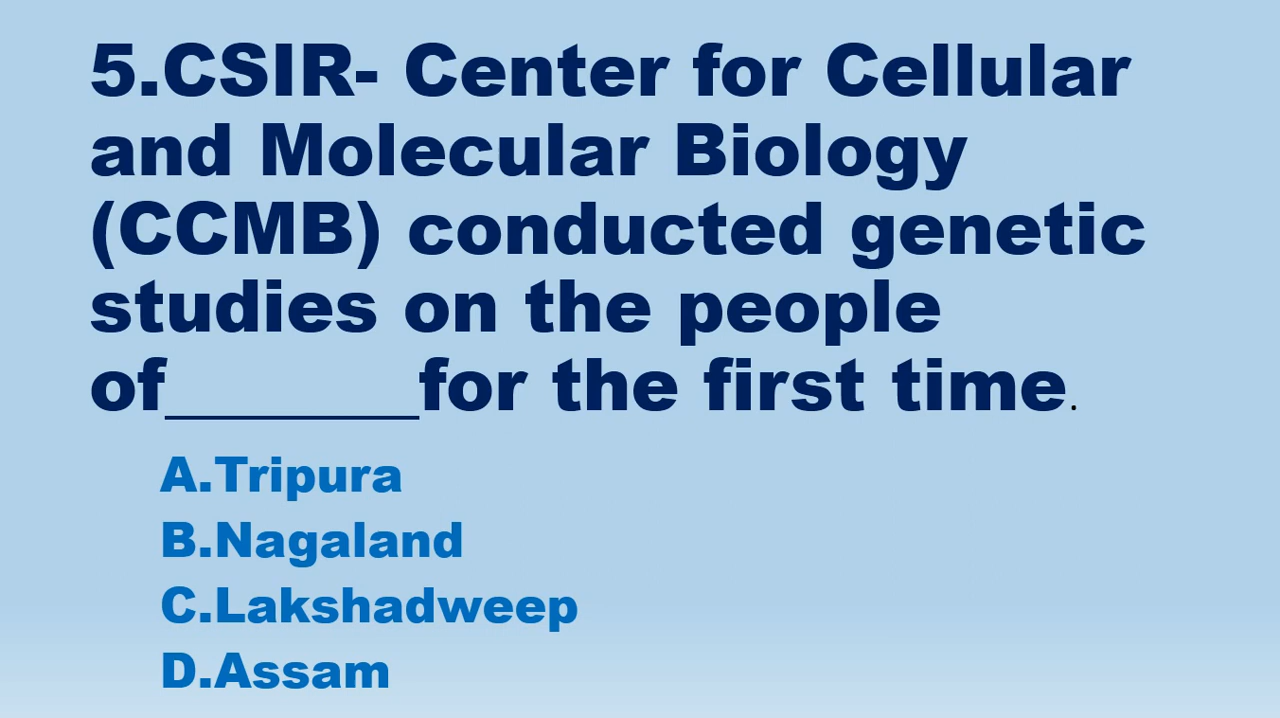 5.CSIR- Center for Cellular
and Molecular Biology
(CCMB) conducted genetic
studies on the people
of________for the first time.
A.Tripura
B.Nagaland
C.Lakshadweep
D.Assam